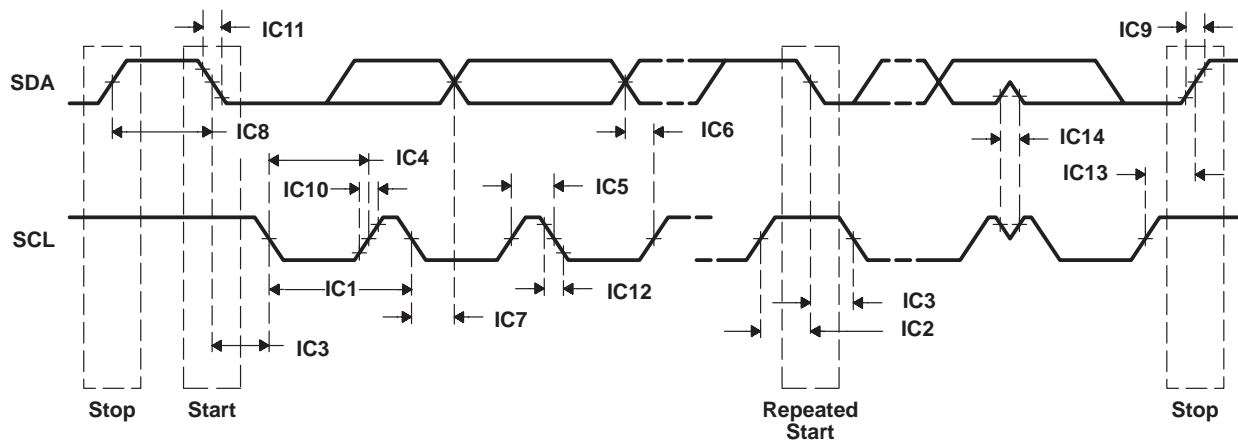 IC11
IC9
SDA
IC8
IC6
IC14
IC4
IC10
IC5
IC13
SCL
IC1
IC12
IC7
IC3
IC2
IC3
Stop
Start
Repeated
Start
Stop